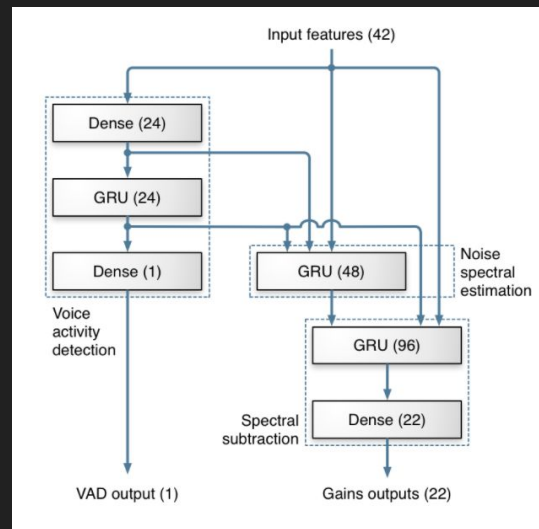 Input features (42)
Dense (24)
GRU (24)
Dense (1)
Voice
activity
detection
GRU (48)
Noise
spectral
estimation
GRU (96)
Dense (22)
Spectral
subtraction
VAD output (1)
Gains outputs (22)